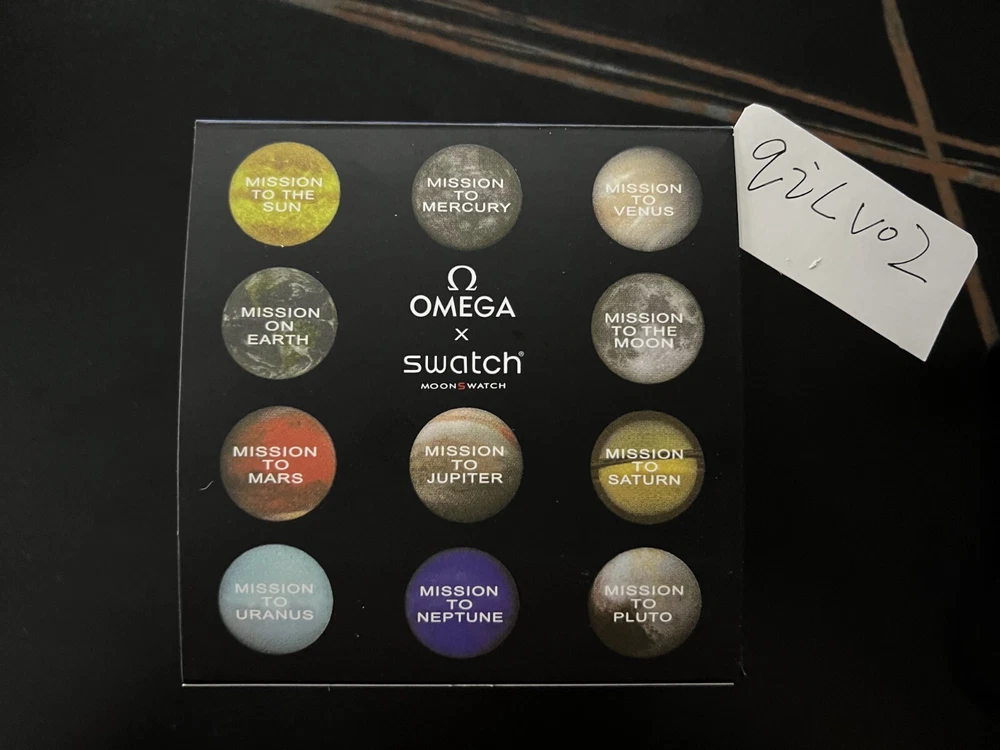 MISSION
TO THE
SUN
MISSION
TO
MERCURY
MISSION
TO
VENUS
qiLv02
MISSION
ON
EARTH
Ω
OMEGA
x
swatch®
MOONSWATCH
MISSION
TO THE
MOON
MISSION
TO
MARS
MISSION
TO
JUPITER
MISSION
TO
SATURN
MISSION
TO
URANUS
MISSION
TO
NEPTUNE
MISSION
TO
PLUTO